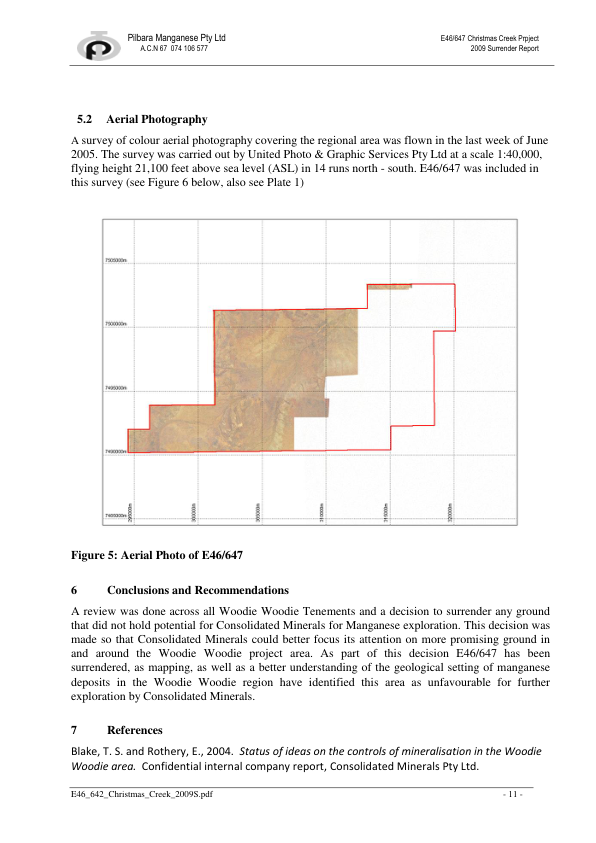 Pilbara Manganese Pty Ltd
A.C.N 67  074 106 577
E46/647 Christmas Creek Prpject
2009 Surrender Report
5.2 Aerial Photography
A survey of colour aerial photography covering the regional area was flown in the last week of June
2005. The survey was carried out by United Photo & Graphic Services Pty Ltd at a scale 1:40,000,
flying height 21,100 feet above sea level (ASL) in 14 runs north - south. E46/647 was included in
this survey (see Figure 6 below, also see Plate 1)
7505000m
7500000m
7495000m
7490000m
7485000m
295000m
300000m
305000m
310000m
315000m
320000m
Figure 5: Aerial Photo of E46/647
6 Conclusions and Recommendations
A review was done across all Woodie Woodie Tenements and a decision to surrender any ground
that did not hold potential for Consolidated Minerals for Manganese exploration. This decision was
made so that Consolidated Minerals could better focus its attention on more promising ground in
and around the Woodie Woodie project area. As part of this decision E46/647 has been
surrendered, as mapping, as well as a better understanding of the geological setting of manganese
deposits in the Woodie Woodie region have identified this area as unfavourable for further
exploration by Consolidated Minerals.
7 References
Blake, T. S. and Rothery, E., 2004.  Status of ideas on the controls of mineralisation in the Woodie
Woodie area.  Confidential internal company report, Consolidated Minerals Pty Ltd.
E46_642_Christmas_Creek_2009S.pdf
- 11 -